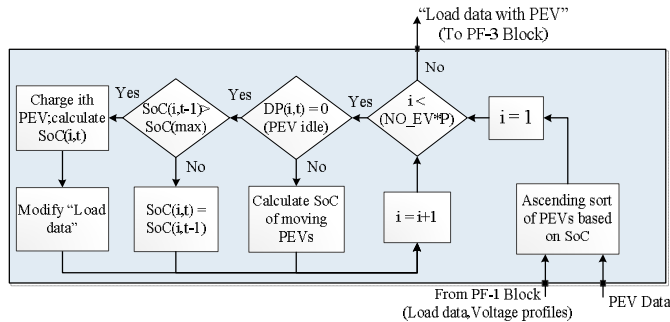 “Load data with PEV”
(To PF-3 Block)
No
Charge ith
PEV;calculate
SoC(i,t)
Yes
SoC(i,t-1)>
SoC(max)
Yes
DP(i,t) = 0
(PEV idle)
Yes
i <
(NO_EV*P)
i = 1
No
No
Modify “Load
data”
SoC(i,t) =
SoC(i,t-1)
Calculate SoC
of moving
PEVs
i = i+1
Ascending sort
of PEVs based
on SoC
From PF-1 Block
(Load data,Voltage profiles)
PEV Data